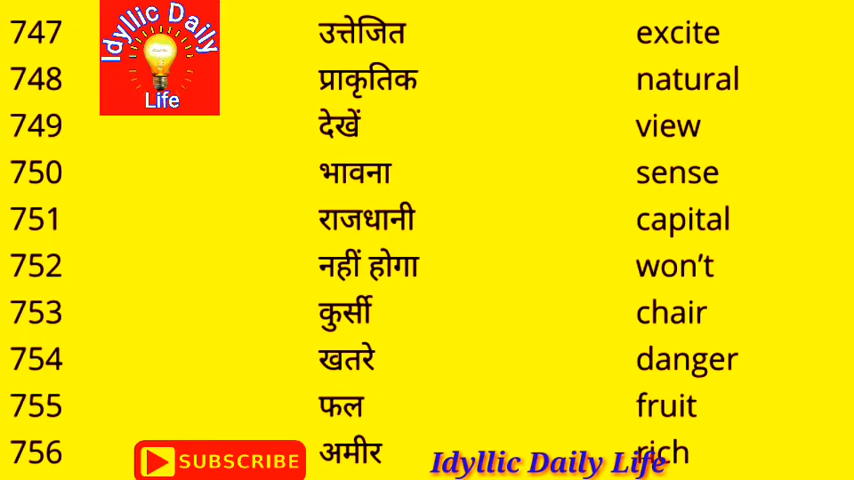 747 उत्तेजित excite
Idyllic Daily
Life
748 प्राकृतिक natural
749 देखें view
750 भावना sense
751 राजधानी capital
752 नहीं होगा won't
753 कुर्सी chair
754 खतरे danger
755 फल fruit
756 अमीर rich
SUBSCRIBE
Idyllic Daily Life